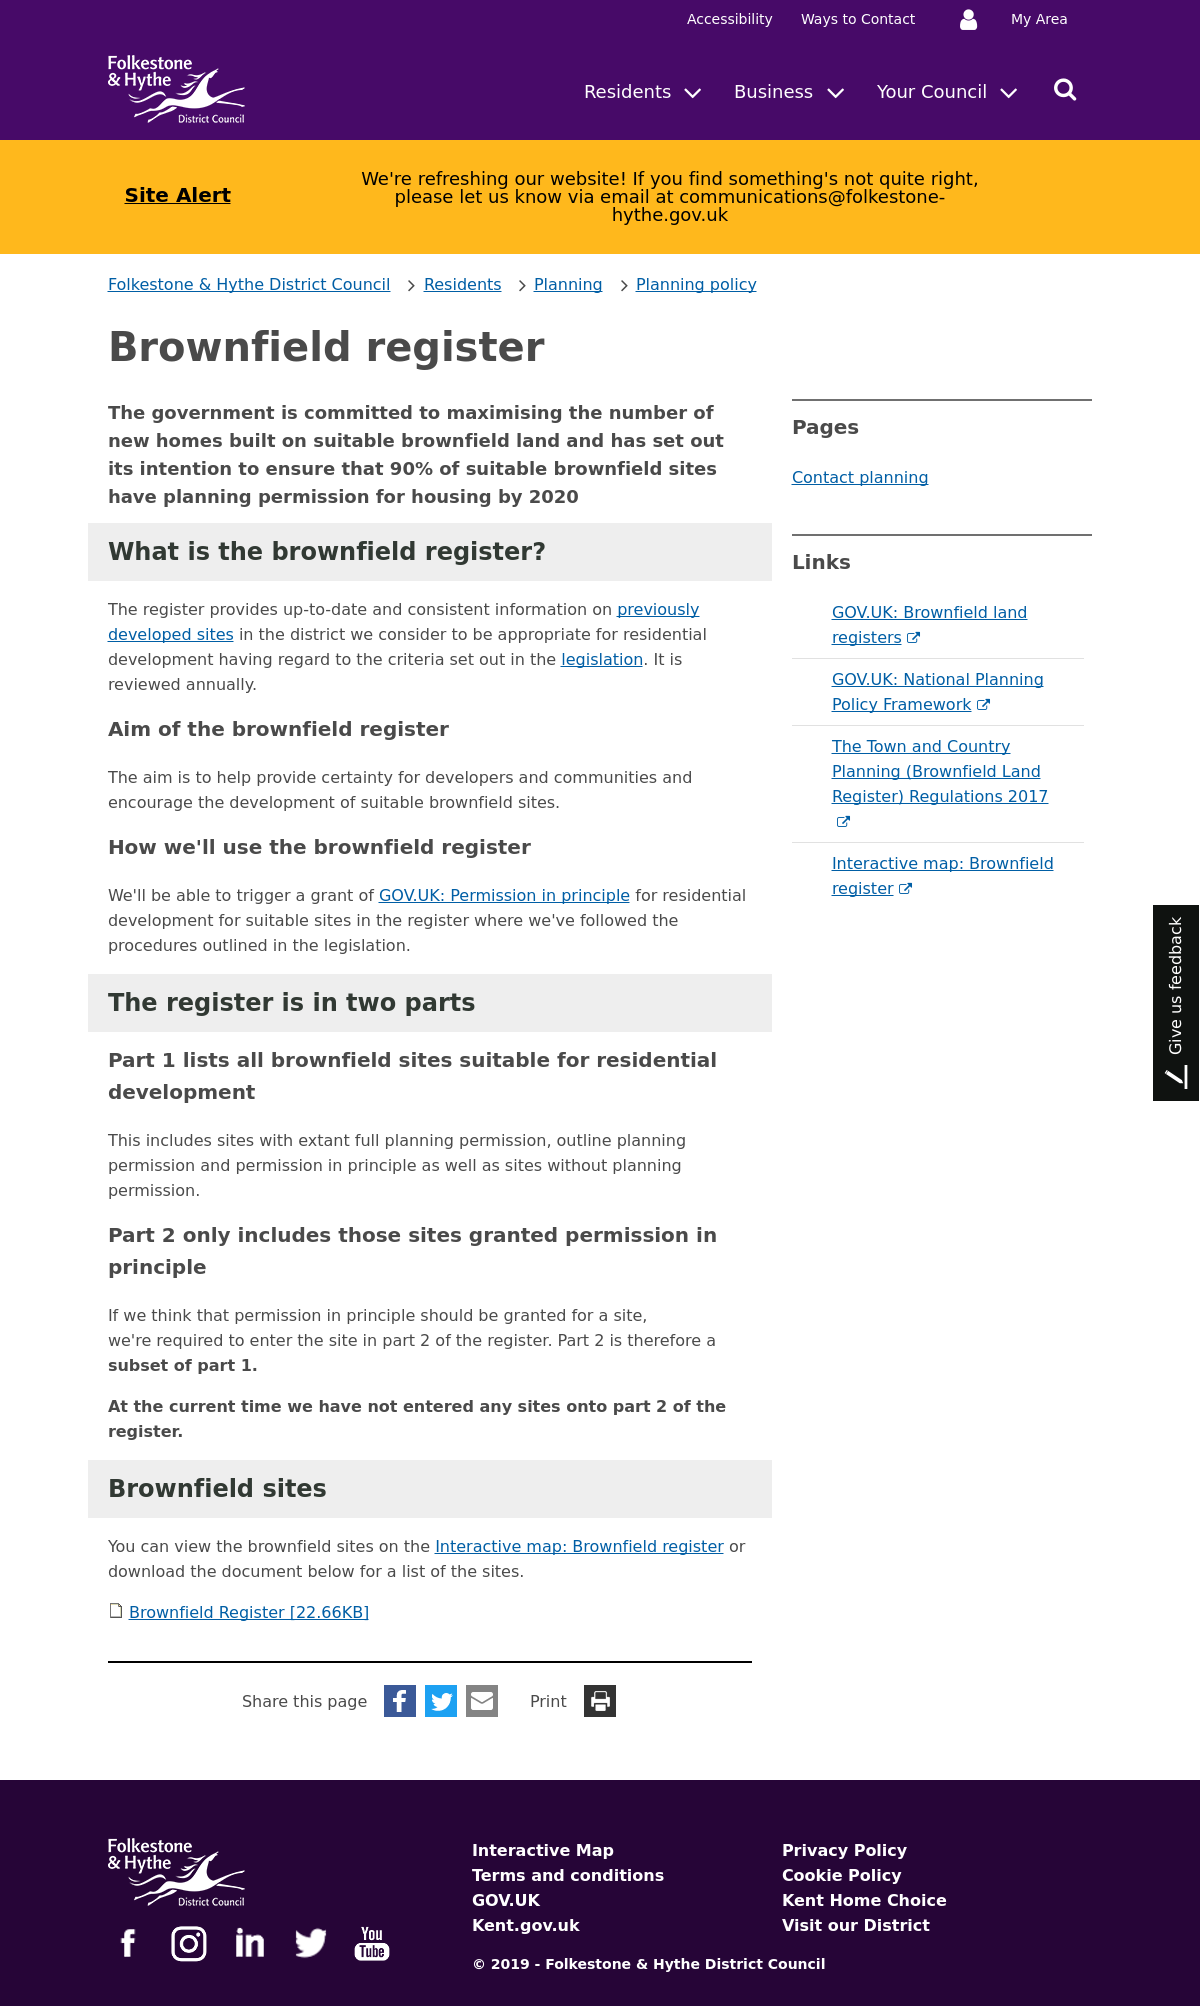 Accessibility
Ways to Contact
My Area
Folkestone
& Hythe
District Council
Residents
Business
Your Council
Site Alert
We're refreshing our website! If you find something's not quite right,
please let us know via email at communications@folkestone-
hythe.gov.uk
Folkestone & Hythe District Council
Residents
Planning
Planning policy
Brownfield register
The government is committed to maximising the number of
new homes built on suitable brownfield land and has set out
its intention to ensure that 90% of suitable brownfield sites
have planning permission for housing by 2020
What is the brownfield register?
The register provides up-to-date and consistent information on previously
developed sites in the district we consider to be appropriate for residential
development having regard to the criteria set out in the legislation. It is
reviewed annually.
Aim of the brownfield register
The aim is to help provide certainty for developers and communities and
encourage the development of suitable brownfield sites.
How we'll use the brownfield register
We'll be able to trigger a grant of GOV.UK: Permission in principle for residential
development for suitable sites in the register where we've followed the
procedures outlined in the legislation.
The register is in two parts
Part 1 lists all brownfield sites suitable for residential
development
This includes sites with extant full planning permission, outline planning
permission and permission in principle as well as sites without planning
permission.
Part 2 only includes those sites granted permission in
principle
If we think that permission in principle should be granted for a site,
we're required to enter the site in part 2 of the register. Part 2 is therefore a
subset of part 1.
At the current time we have not entered any sites onto part 2 of the
register.
Brownfield sites
You can view the brownfield sites on the Interactive map: Brownfield register or
download the document below for a list of the sites.
Brownfield Register [22.66KB]
Share this page
Print
Pages
Contact planning
Links
GOV.UK: Brownfield land
registers
GOV.UK: National Planning
Policy Framework
The Town and Country
Planning (Brownfield Land
Register) Regulations 2017
Interactive map: Brownfield
register
Give us feedback
Folkestone
& Hythe
District Council
You
Tube
Interactive Map
Terms and conditions
GOV.UK
Kent.gov.uk
Privacy Policy
Cookie Policy
Kent Home Choice
Visit our District
© 2019 - Folkestone & Hythe District Council